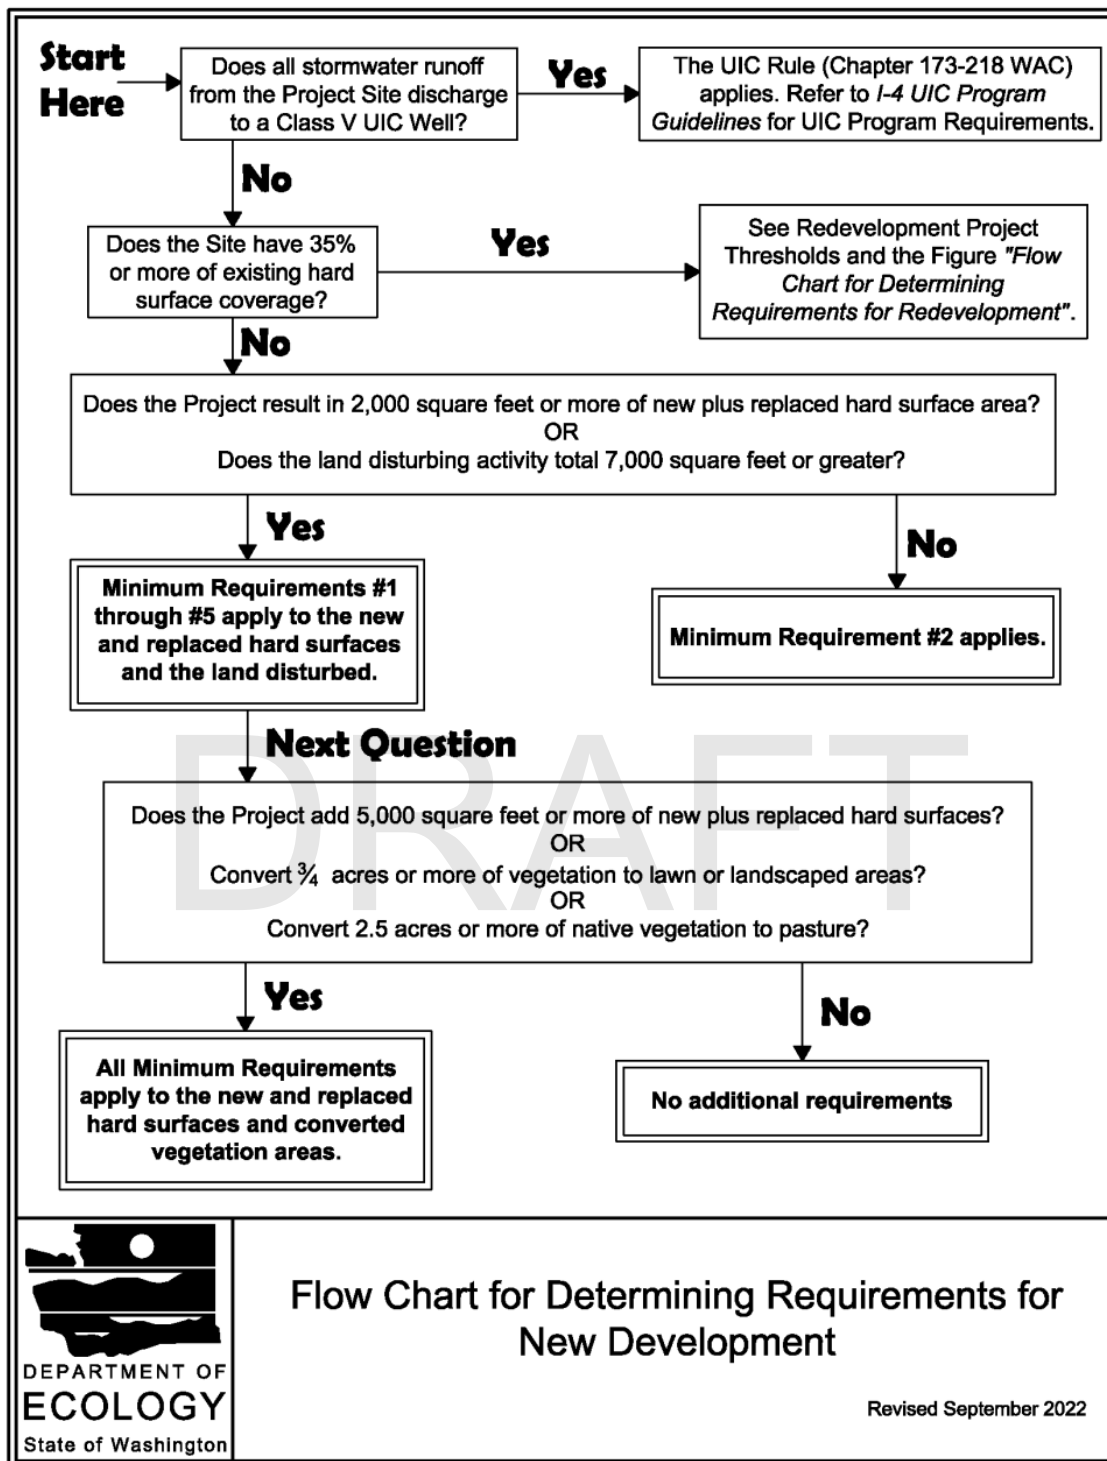 Start
Here
Does all stormwater runoff
from the Project Site discharge
to a Class V UIC Well?
Yes
The UIC Rule (Chapter 173-218 WAC)
applies. Refer to I-4 UIC Program
Guidelines for UIC Program Requirements.
No
Does the Site have 35%
or more of existing hard
surface coverage?
Yes
See Redevelopment Project
Thresholds and the Figure "Flow
Chart for Determining
Requirements for Redevelopment".
No
Does the Project result in 2,000 square feet or more of new plus replaced hard surface area?
OR
Does the land disturbing activity total 7,000 square feet or greater?
Yes
No
Minimum Requirements #1
through #5 apply to the new
and replaced hard surfaces
and the land disturbed.
Minimum Requirement #2 applies.
Next Question
DRAFT
Does the Project add 5,000 square feet or more of new plus replaced hard surfaces?
OR
Convert ¾ acres or more of vegetation to lawn or landscaped areas?
OR
Convert 2.5 acres or more of native vegetation to pasture?
Yes
No
All Minimum Requirements
apply to the new and replaced
hard surfaces and converted
vegetation areas.
No additional requirements
DEPARTMENT OF
ECOLOGY
State of Washington
Flow Chart for Determining Requirements for
New Development
Revised September 2022